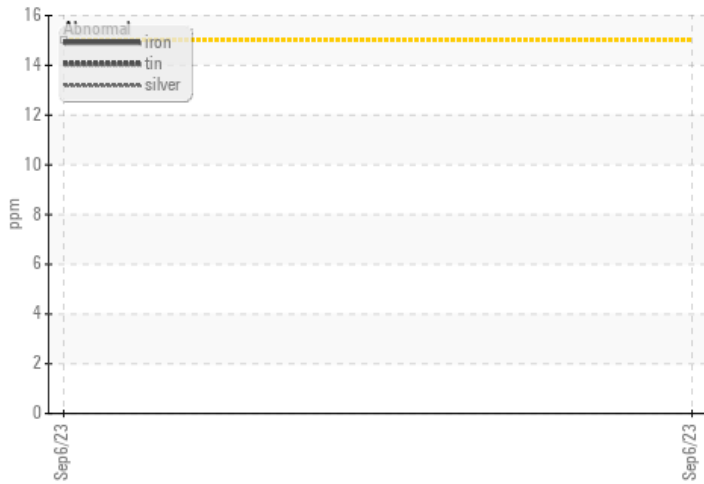 16
14
12
10
8
6
4
2
0
ppm
Abnormal
iron
tin
silver
Sep6/23
Sep6/23